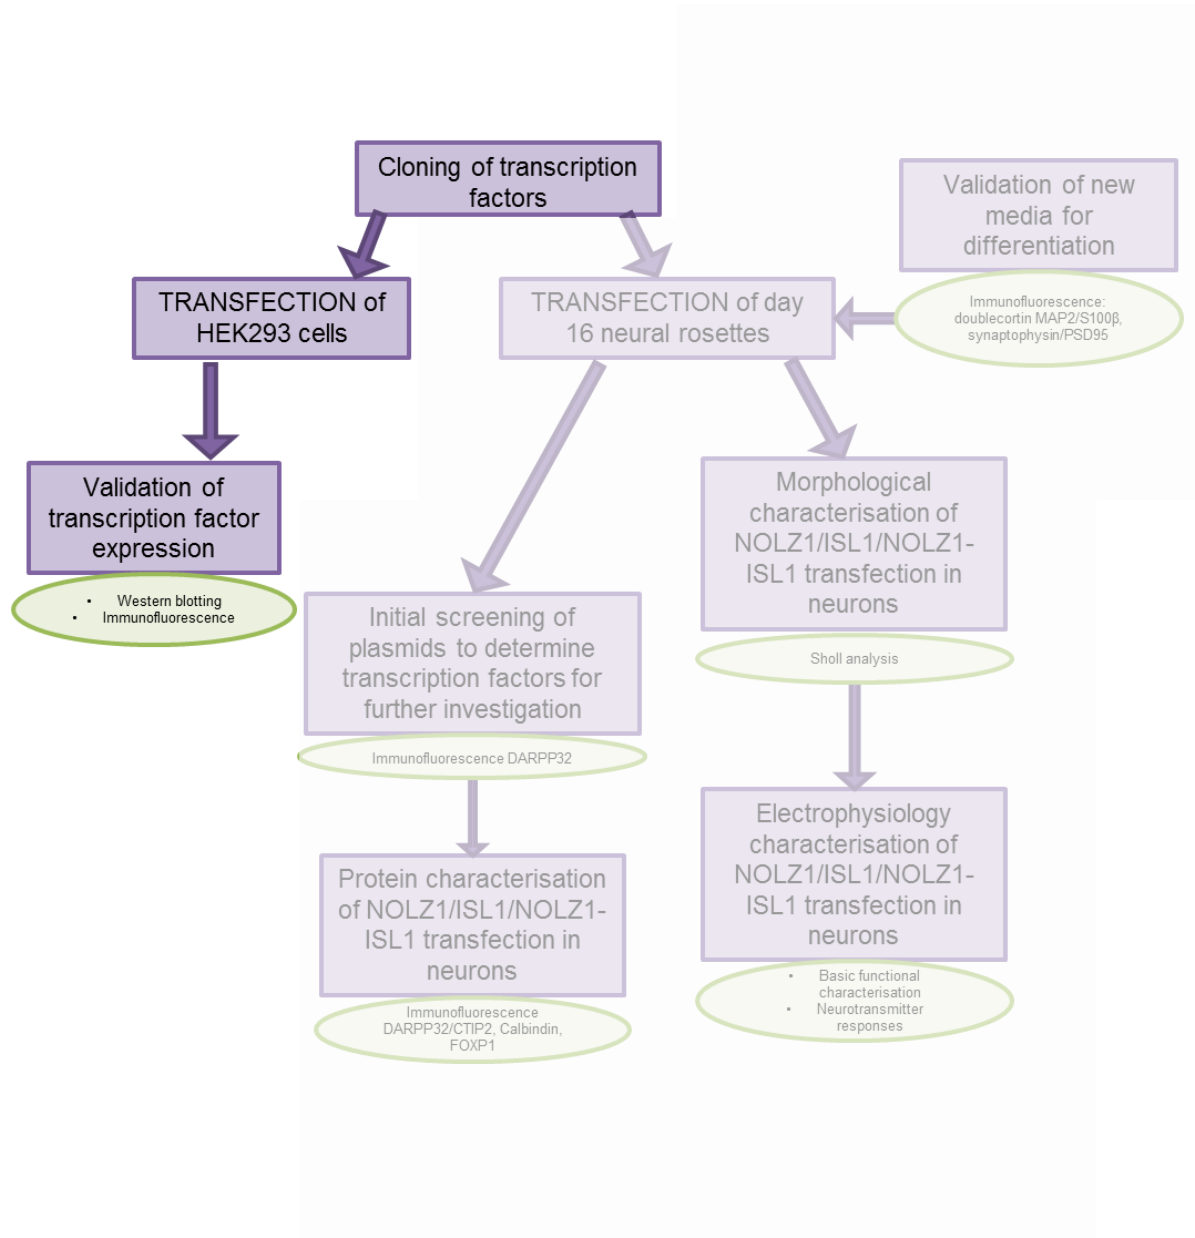 Cloning of transcription
factors
Validation of new
media for
differentiation
Immunofluorescence:
doublecortin MAP2/S100β,
synaptophysin/PSD95
TRANSFECTION of
HEK293 cells
TRANSFECTION of day
16 neural rosettes
Validation of
transcription factor
expression
• Western blotting
• Immunofluorescence
Morphological
characterisation of
NOLZ1/ISL1/NOLZ1-
ISL1 transfection in
neurons
Sholl analysis
Initial screening of
plasmids to determine
transcription factors for
further investigation
Immunofluorescence DARPP32
Electrophysiology
characterisation of
NOLZ1/ISL1/NOLZ1-
ISL1 transfection in
neurons
• Basic functional
characterisation
• Neurotransmitter
responses
Protein characterisation
of NOLZ1/ISL1/NOLZ1-
ISL1 transfection in
neurons
Immunofluorescence
DARPP32/CTIP2, Calbindin,
FOXP1